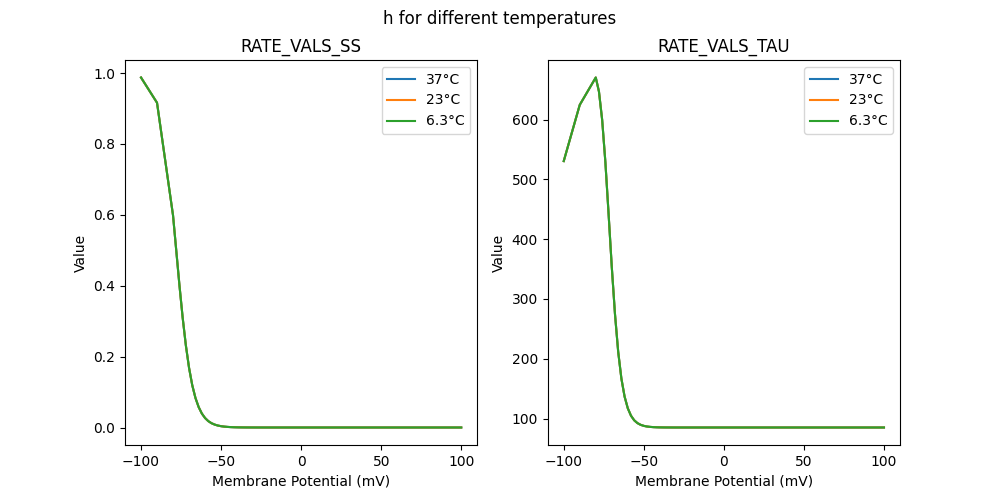 h for different temperatures
RATE_VALS_SS
RATE_VALS_TAU
1.0
0.8
0.6
0.4
0.2
0.0
Value
37°C
23°C
6.3°C
−100
−50
0
50
100
Membrane Potential (mV)
600
500
400
300
200
100
Value
37°C
23°C
6.3°C
−100
−50
0
50
100
Membrane Potential (mV)